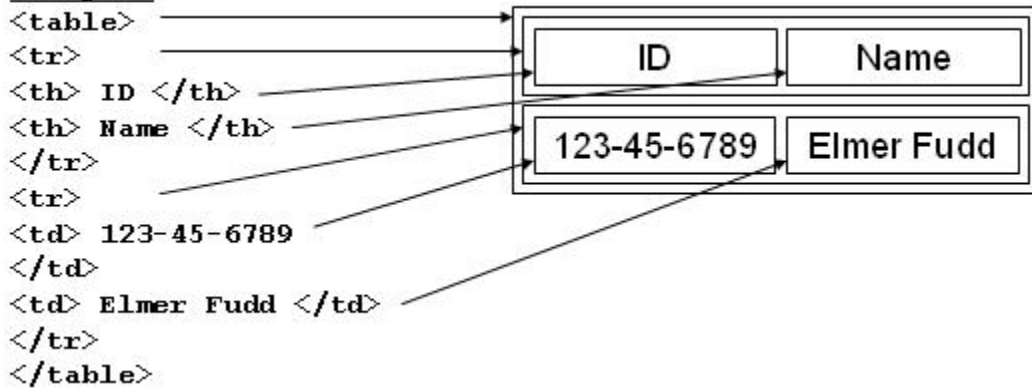 <table>
<tr>
<th> ID </th>
<th> Name </th>
</tr>
<tr>
<td> 123-45-6789
</td>
<td> Elmer Fudd </td>
</tr>
</table>
ID Name
123-45-6789 Elmer Fudd